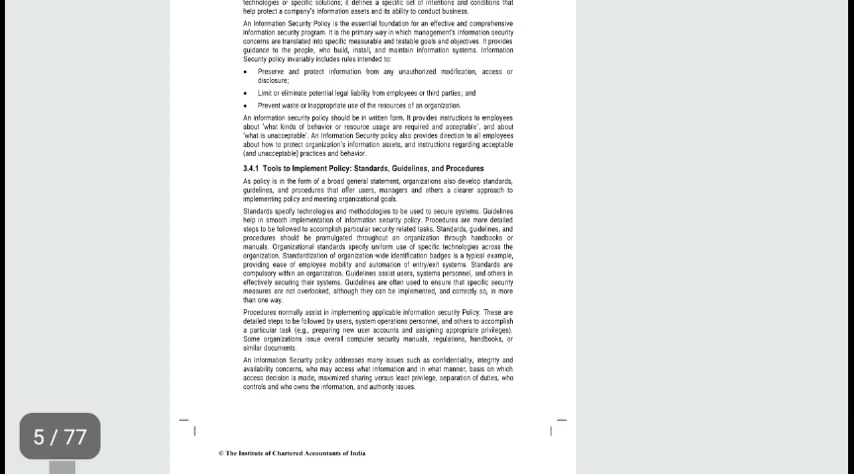 technologies or specific solutions; it defines a specific set of intentions and conditions that
help protect a company's information assets and its ability to conduct business.
An Information Security Policy is the essential foundation for an effective and comprehensive
information security program. It is the primary way in which management's information security
concerns are translated into specific measurable and testable goals and objectives. It provides
guidance to the people, who build, install, and maintain information systems. Information
Security policy invariably includes rules intended to:
• Preserve and protect information from any unauthorized modification, access or
disclosure;
• Limit or eliminate potential legal liability from employees or third parties; and
• Prevent waste or inappropriate use of the resources of an organization.
An information security policy should be in written form. It provides instructions to employees
about 'what kinds of behavior or resource usage are required and acceptable', and about
'what is unacceptable'. An Information Security policy also provides direction to all employees
about how to protect organization's information assets, and instructions regarding acceptable
(and unacceptable) practices and behavior.
3.4.1 Tools to Implement Policy: Standards, Guidelines, and Procedures
As policy is in the form of a broad general statement, organizations also develop standards,
guidelines, and procedures that offer users, managers and others a clearer approach to
implementing policy and meeting organizational goals.
Standards specify technologies and methodologies to be used to secure systems. Guidelines
help in smooth implementation of information security policy. Procedures are more detailed
steps to be followed to accomplish particular security related tasks. Standards, guidelines, and
procedures should be promulgated throughout an organization through handbooks or
manuals. Organizational standards specify uniform use of specific technologies across the
organization. Standardization of organization-wide identification badges is a typical example,
providing ease of employee mobility and automation of entry/exit systems. Standards are
compulsory within an organization. Guidelines assist users, systems personnel, and others in
effectively securing their systems. Guidelines are often used to ensure that specific security
measures are not overlooked, although they can be implemented, and correctly so, in more
than one way.
Procedures normally assist in implementing applicable information security Policy. These are
detailed steps to be followed by users, system operations personnel, and others to accomplish
a particular task (e.g., preparing new user accounts and assigning appropriate privileges).
Some organizations issue overall computer security manuals, regulations, handbooks, or
similar documents.
An Information Security policy addresses many issues such as confidentiality, integrity and
availability concerns, who may access what information and in what manner, basis on which
access decision is made, maximized sharing versus least privilege, separation of duties, who
controls and who owns the information, and authority issues.
5 / 77
© The Institute of Chartered Accountants of India